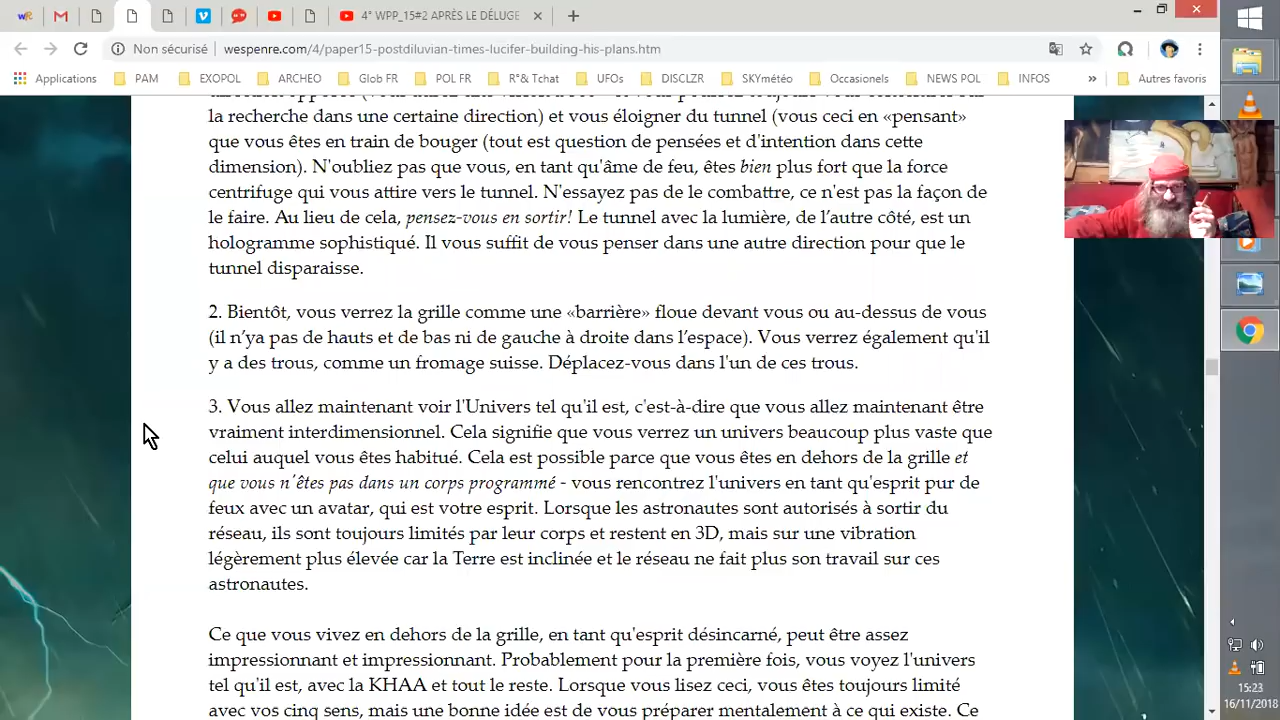 4° WPP_15#2 APRÈS LE DÉLUGE
Non sécurisé
wespenre.com/4/paper15-postdiluvian-times-lucifer-building-his-plans.htm
Applications PAM EXOPOL ARCHEO Glob FR POL FR R°& Tchat UFOs DISCLZR SKYmétéo Occasionels NEWS POL INFOS » Autres favoris
la recherche dans une certaine direction) et vous éloigner du tunnel (vous ceci en «pensant»
que vous êtes en train de bouger (tout est question de pensées et d'intention dans cette
dimension). N'oubliez pas que vous, en tant qu'âme de feu, êtes bien plus fort que la force
centrifuge qui vous attire vers le tunnel. N'essayez pas de le combattre, ce n'est pas la façon de
le faire. Au lieu de cela, pensez-vous en sortir! Le tunnel avec la lumière, de l’autre côté, est un
hologramme sophistiqué. Il vous suffit de vous penser dans une autre direction pour que le
tunnel disparaisse.
2. Bientôt, vous verrez la grille comme une «barrière» floue devant vous ou au-dessus de vous
(il n’ya pas de hauts et de bas ni de gauche à droite dans l’espace). Vous verrez également qu'il
y a des trous, comme un fromage suisse. Déplacez-vous dans l'un de ces trous.
3. Vous allez maintenant voir l'Univers tel qu'il est, c'est-à-dire que vous allez maintenant être
vraiment interdimensionnel. Cela signifie que vous verrez un univers beaucoup plus vaste que
celui auquel vous êtes habitué. Cela est possible parce que vous êtes en dehors de la grille et
que vous n'êtes pas dans un corps programmé - vous rencontrez l'univers en tant qu'esprit pur de
feux avec un avatar, qui est votre esprit. Lorsque les astronautes sont autorisés à sortir du
réseau, ils sont toujours limités par leur corps et restent en 3D, mais sur une vibration
légèrement plus élevée car la Terre est inclinée et le réseau ne fait plus son travail sur ces
astronautes.
Ce que vous vivez en dehors de la grille, en tant qu'esprit désincarné, peut être assez
impressionnant et impressionnant. Probablement pour la première fois, vous voyez l'univers
tel qu'il est, avec la KHAA et tout le reste. Lorsque vous lisez ceci, vous êtes toujours limité
avec vos cinq sens, mais une bonne idée est de vous préparer mentalement à ce qui existe. Ce
15:23
16/11/2018